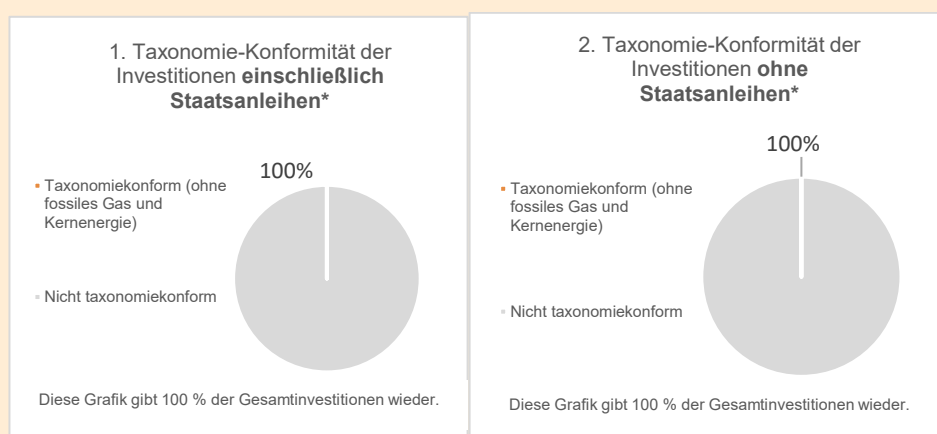 1. Taxonomie-Konformität der
Investitionen einschließlich
Staatsanleihen*
100%
Taxonomiekonform (ohne
fossiles Gas und
Kernenergie)
Nicht taxonomiekonform
Diese Grafik gibt 100 % der Gesamtinvestitionen wieder.
2. Taxonomie-Konformität der
Investitionen ohne
Staatsanleihen*
100%
Taxonomiekonform (ohne
fossiles Gas und
Kernenergie)
Nicht taxonomiekonform
Diese Grafik gibt 100 % der Gesamtinvestitionen wieder.